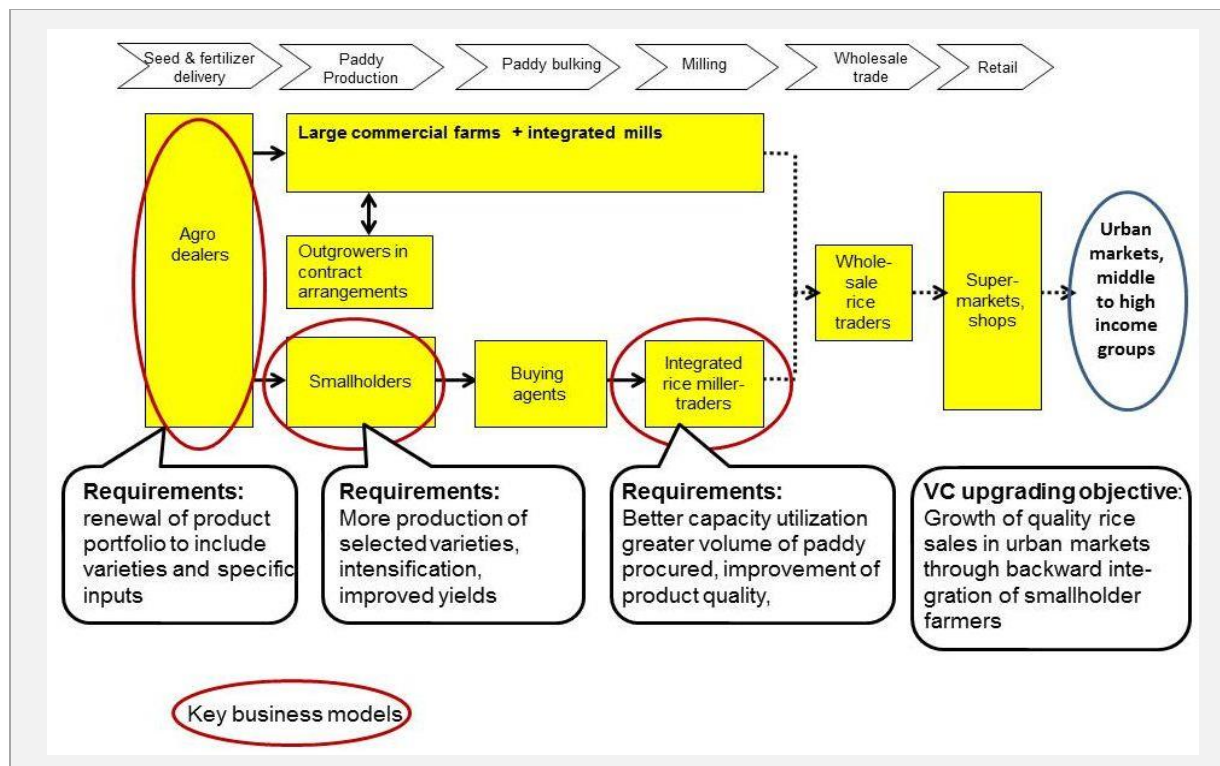 Seed & fertilizer
delivery
Paddy
Production
Paddy bulking
Milling
Wholesale
trade
Retail
Large commercial farms + integrated mills
Agro
dealers
Outgrowers in
contract
arrangements
Smallholders
Buying
agents
Integrated
rice miller-
traders
Whole-
sale
rice
traders
Super-
markets,
shops
Urban
markets,
middle
to high
income
groups
Requirements:
renewal of product
portfolio to include
varieties and specific
inputs
Requirements:
More production of
selected varieties,
intensification,
improved yields
Requirements:
Better capacity utilization
greater volume of paddy
procured, improvement of
product quality,
VC upgrading objective:
Growth of quality rice
sales in urban markets
through backward inte-
gration of smallholder
farmers
Key business models